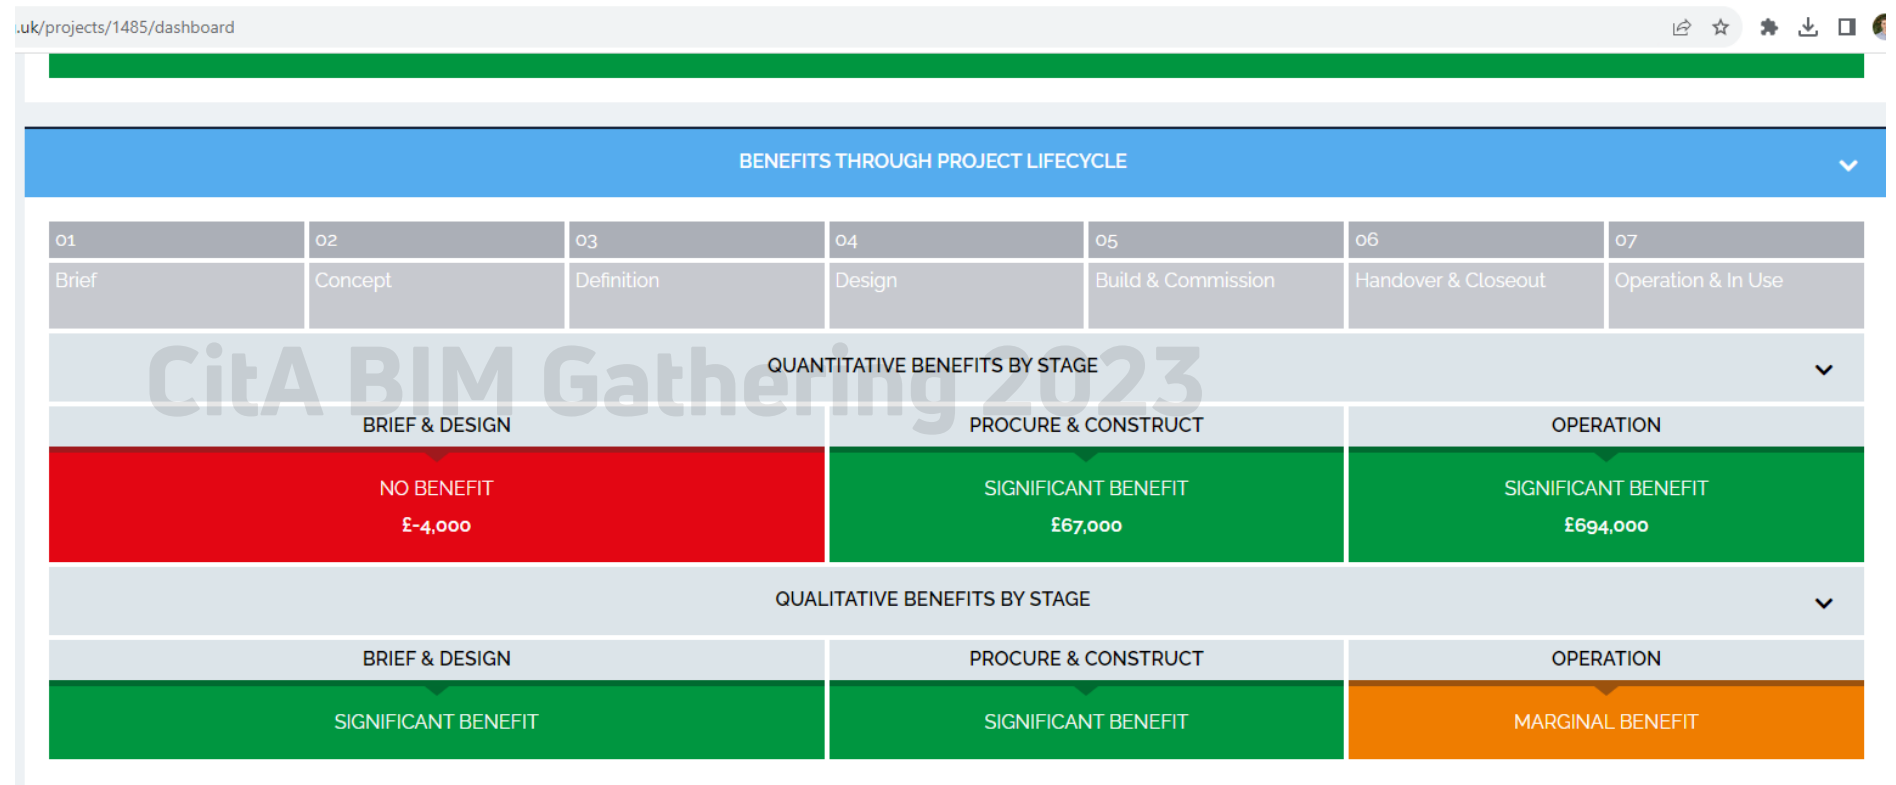 .uk/projects/1485/dashboard
BENEFITS THROUGH PROJECT LIFECYCLE
01 02 03 04 05 06 07
Brief Concept Definition Design Build & Commission Handover & Closeout Operation & In Use
CitA BIM Gathering 2023
QUANTITATIVE BENEFITS BY STAGE
BRIEF & DESIGN PROCURE & CONSTRUCT OPERATION
NO BENEFIT SIGNIFICANT BENEFIT SIGNIFICANT BENEFIT
£-4,000 £67,000 £694,000
QUALITATIVE BENEFITS BY STAGE
BRIEF & DESIGN PROCURE & CONSTRUCT OPERATION
SIGNIFICANT BENEFIT SIGNIFICANT BENEFIT MARGINAL BENEFIT